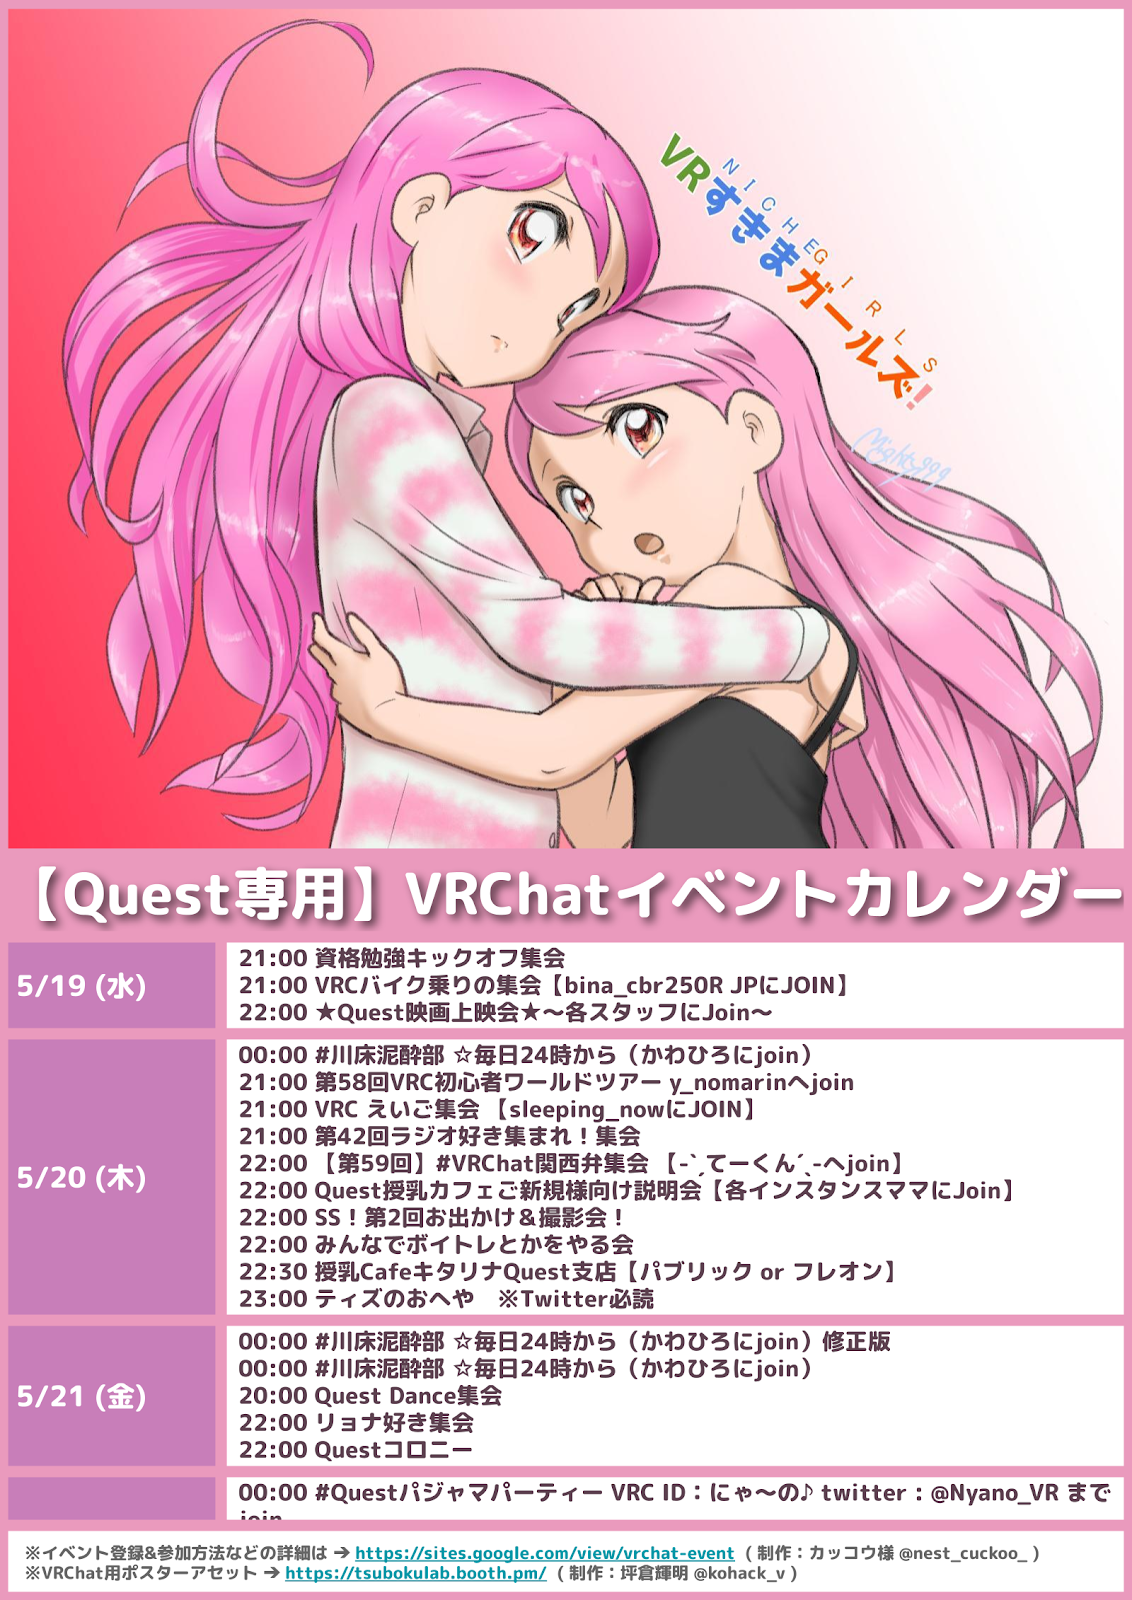 NICHE GIRLS
VRすきまガールズ!
Mighty999
【Quest専用】VRChatイベントカレンダー
5/19 (水)
21:00 資格勉強キックオフ集会
21:00 VRCバイク乗りの集会【bina_cbr250R JPにJOIN】
22:00 ★Quest映画上映会★～各スタッフにJoin～
5/20 (木)
00:00 #川床泥酔部 ☆毎日24時から（かわひろにjoin）
21:00 第58回VRC初心者ワールドツアー y_nomarinへjoin
21:00 VRC えいご集会 【sleeping_nowにJOIN】
21:00 第42回ラジオ好き集まれ！集会
22:00 【第59回】#VRChat関西弁集会 【-`ˏてーくん´ˎ-へjoin】
22:00 Quest授乳カフェご新規様向け説明会【各インスタンスママにJoin】
22:00 SS！第2回お出かけ＆撮影会！
22:00 みんなでボイトレとかをやる会
22:30 授乳CafeキタリナQuest支店【パブリック or フレオン】
23:00 ティズのおへや　※Twitter必読
5/21 (金)
00:00 #川床泥酔部 ☆毎日24時から（かわひろにjoin）修正版
00:00 #川床泥酔部 ☆毎日24時から（かわひろにjoin）
20:00 Quest Dance集会
22:00 リョナ好き集会
22:00 Questコロニー
00:00 #Questパジャマパーティー VRC ID：にゃ～の♪ twitter：@Nyano_VR まで
join
※イベント登録&参加方法などの詳細は ➔ https://sites.google.com/view/vrchat-event （ 制作：カッコウ様 @nest_cuckoo_ ）
※VRChat用ポスターアセット ➔ https://tsubokulab.booth.pm/ （ 制作：坪倉輝明 @kohack_v ）